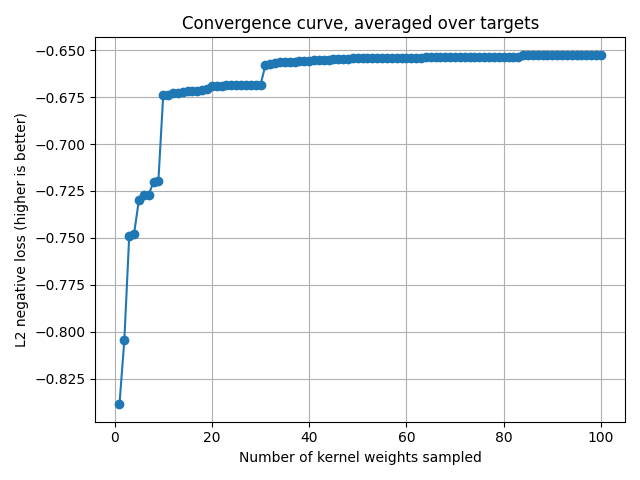 Convergence curve, averaged over targets
L2 negative loss (higher is better)
−0.650
−0.675
−0.700
−0.725
−0.750
−0.775
−0.800
−0.825
0 20 40 60 80 100
Number of kernel weights sampled